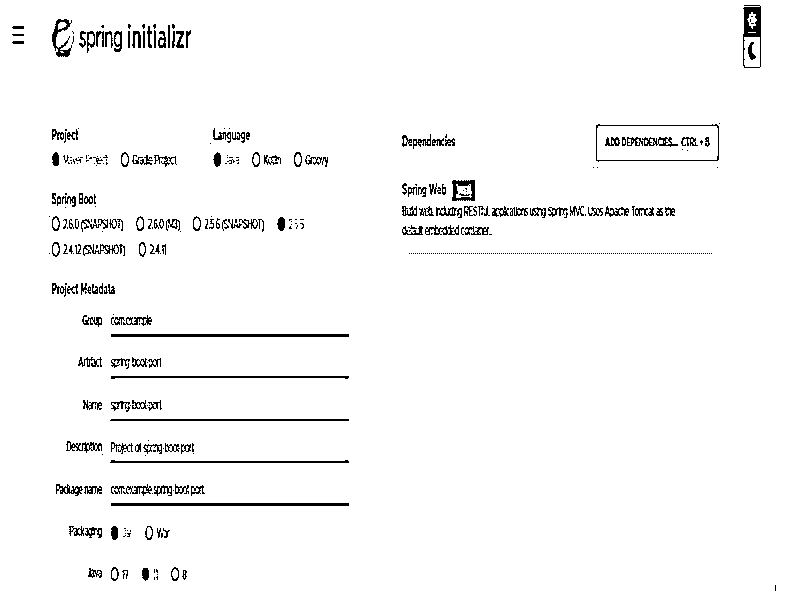 spring initializr
Project
Maven Project Gradle Project
Language
Java Kotlin Groovy
Spring Boot
2.6.0 (SNAPSHOT) 2.6.0 (M3) 2.5.6 (SNAPSHOT) 2.5.5
2.4.12 (SNAPSHOT) 2.4.11
Project Metadata
Group com.example
Artifact spring-boot-port
Name spring-boot-port
Description Project of spring-boot-port
Package name com.example.spring-boot-port
Packaging Jar War
Java 17 11 8
Dependencies
ADD DEPENDENCIES... CTRL + B
Spring Web
Build web, including RESTful, applications using Spring MVC. Uses Apache Tomcat as the
default embedded container.